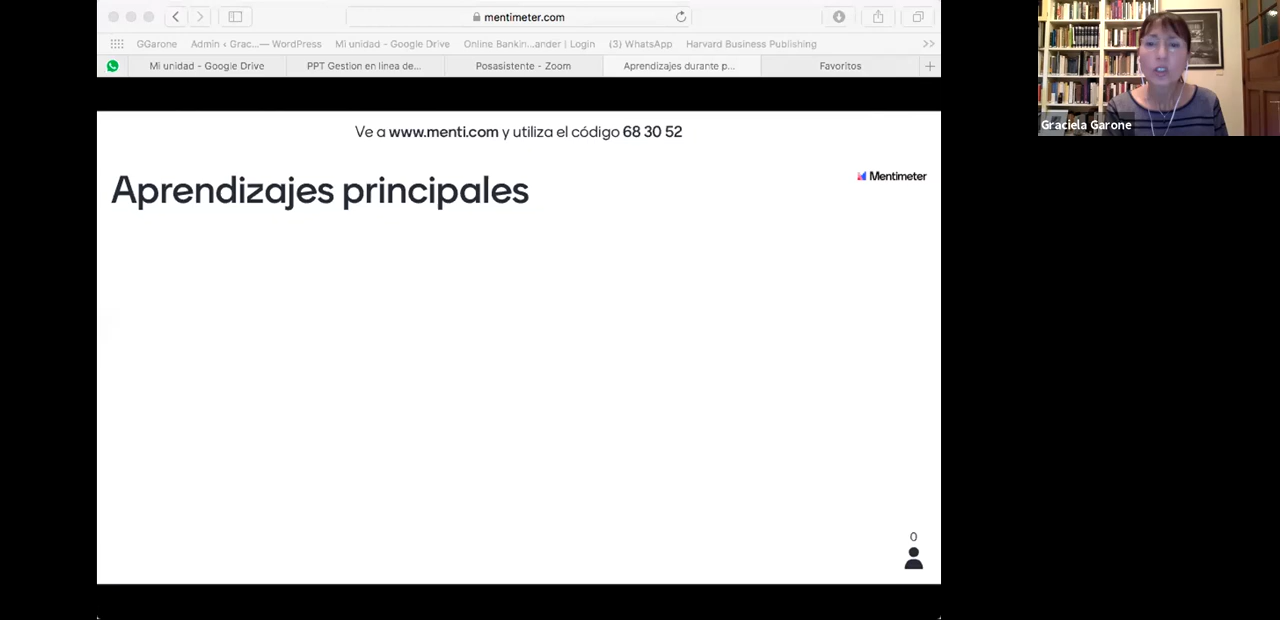 mentimeter.com
GGarone Admin ‹ Grac...— WordPress Mi unidad - Google Drive Online Bankin...ander | Login (3) WhatsApp Harvard Business Publishing
Mi unidad - Google Drive PPT Gestion en linea de... Posasistente - Zoom Aprendizajes durante p... Favoritos
Ve a www.menti.com y utiliza el código 68 30 52
Aprendizajes principales
Mentimeter
0
Graciela Garone